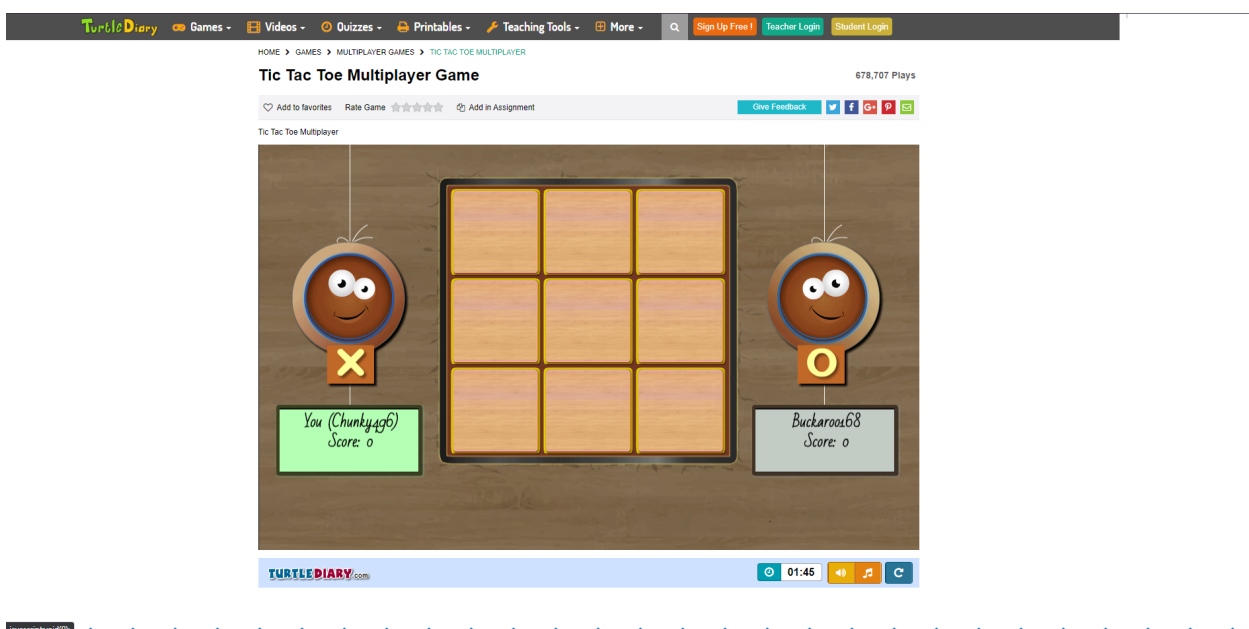 TurtleDiary Games Videos Quizzes Printables Teaching Tools More Sign Up Free ! Teacher Login Student Login
HOME > GAMES > MULTIPLAYER GAMES > TIC TAC TOE MULTIPLAYER
Tic Tac Toe Multiplayer Game 678,707 Plays
Add to favorites Rate Game Add in Assignment Give Feedback
Tic Tac Toe Multiplayer
X O
You (Chunky496) Buckaroo168
Score: 0 Score: 0
TURTLEDIARY.com 01:45